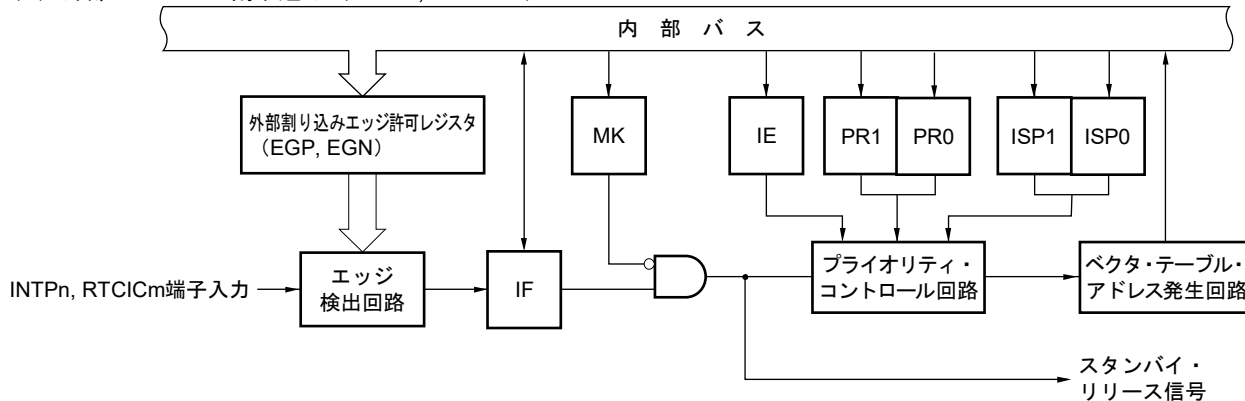 内 部 バ ス
外部割り込みエッジ許可レジスタ
（EGP, EGN）
MK
IE
PR1
PR0
ISP1
ISP0
INTPn, RTCICm端子入力
エッジ
検出回路
IF
プライオリティ・
コントロール回路
ベクタ・テーブル・
アドレス発生回路
スタンバイ・
リリース信号